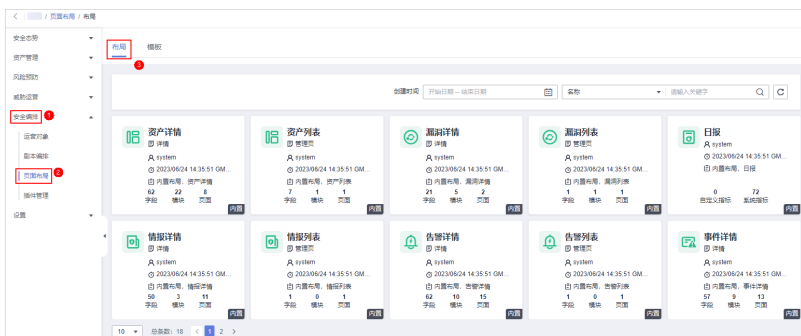 / 页面布局 / 布局
安全态势
资产管理
风险预防
威胁运营
安全编排 1
运营对象
剧本编排
页面布局 2
插件管理
设置
布局 模板
3
创建时间 开始日期 – 结束日期 名称 请输入关键字
资产详情
详情
system
2023/06/24 14:35:51 GM...
内置布局，资产详情
62 22 8
字段 模块 页面
内置
资产列表
管理页
system
2023/06/24 14:35:51 GM...
内置布局，资产列表
7 1 1
字段 模块 页面
内置
漏洞详情
详情
system
2023/06/24 14:35:51 GM...
内置布局，漏洞详情
21 5 2
字段 模块 页面
内置
漏洞列表
管理页
system
2023/06/24 14:35:51 GM...
内置布局，漏洞列表
1 1 1
字段 模块 页面
内置
日报
system
2023/06/24 14:35:51 GM...
内置布局，日报
0 72
自定义指标 系统指标
内置
情报详情
详情
system
2023/06/24 14:35:51 GM...
内置布局，情报详情
50 3 11
字段 模块 页面
内置
情报列表
管理页
system
2023/06/24 14:35:51 GM...
内置布局，情报列表
1 0 1
字段 模块 页面
内置
告警详情
详情
system
2023/06/24 14:35:51 GM...
内置布局，告警详情
62 10 15
字段 模块 页面
内置
告警列表
管理页
system
2023/06/24 14:35:51 GM...
内置布局，告警列表
1 0 1
字段 模块 页面
内置
事件详情
详情
system
2023/06/24 14:35:51 GM...
内置布局，事件详情
57 9 13
字段 模块 页面
内置
10 总条数：18 < 1 2 >